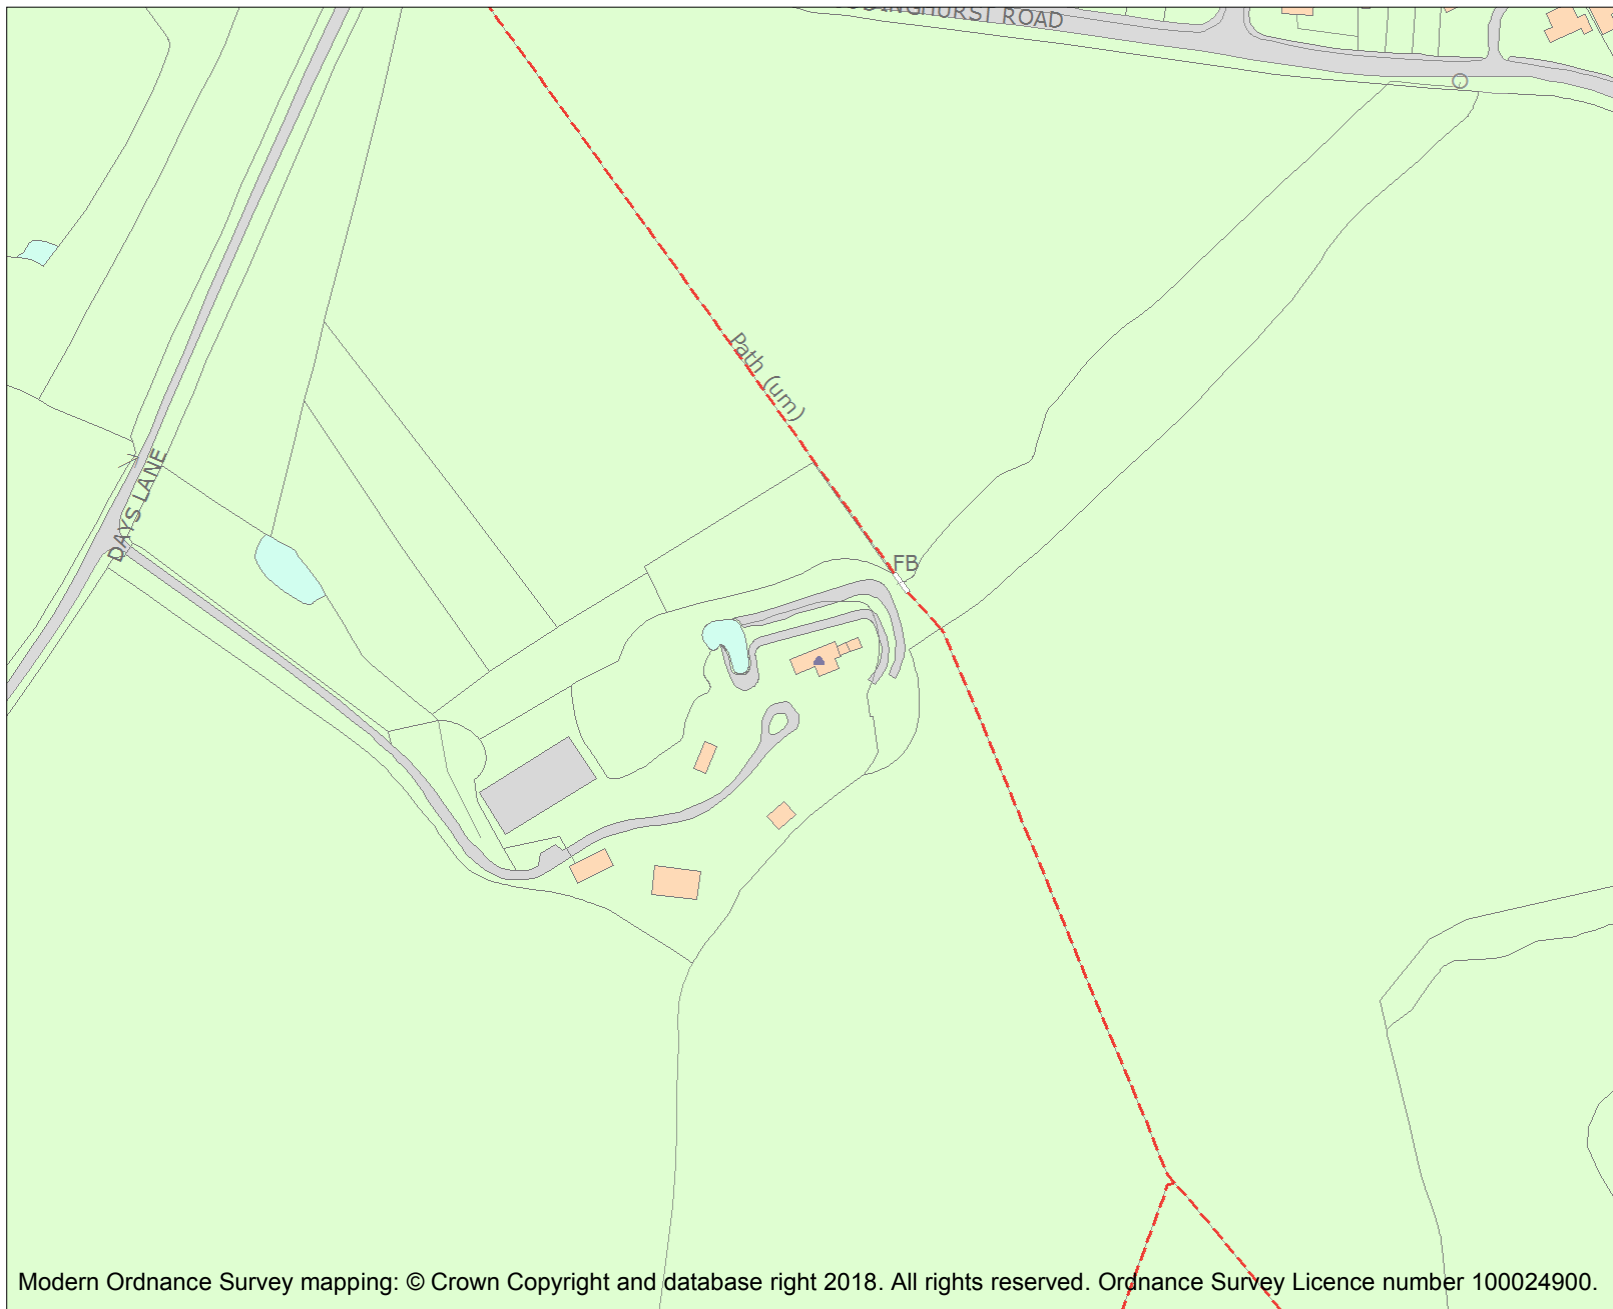 ROAD
Path (um)
DAYS LANE
FB
Modern Ordnance Survey mapping: © Crown Copyright and database right 2018. All rights reserved. Ordnance Survey Licence number 100024900.